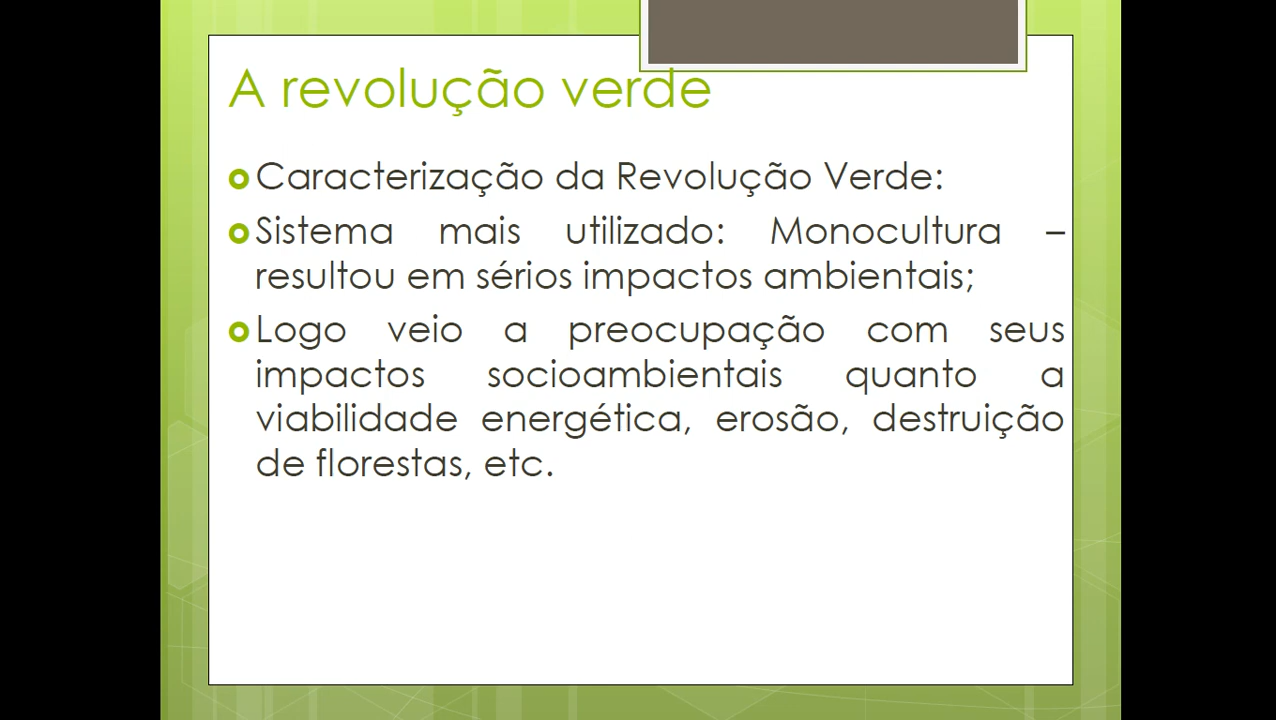 A revolução verde
Caracterização da Revolução Verde:
Sistema mais utilizado: Monocultura –
resultou em sérios impactos ambientais;
Logo veio a preocupação com seus
impactos socioambientais quanto a
viabilidade energética, erosão, destruição
de florestas, etc.